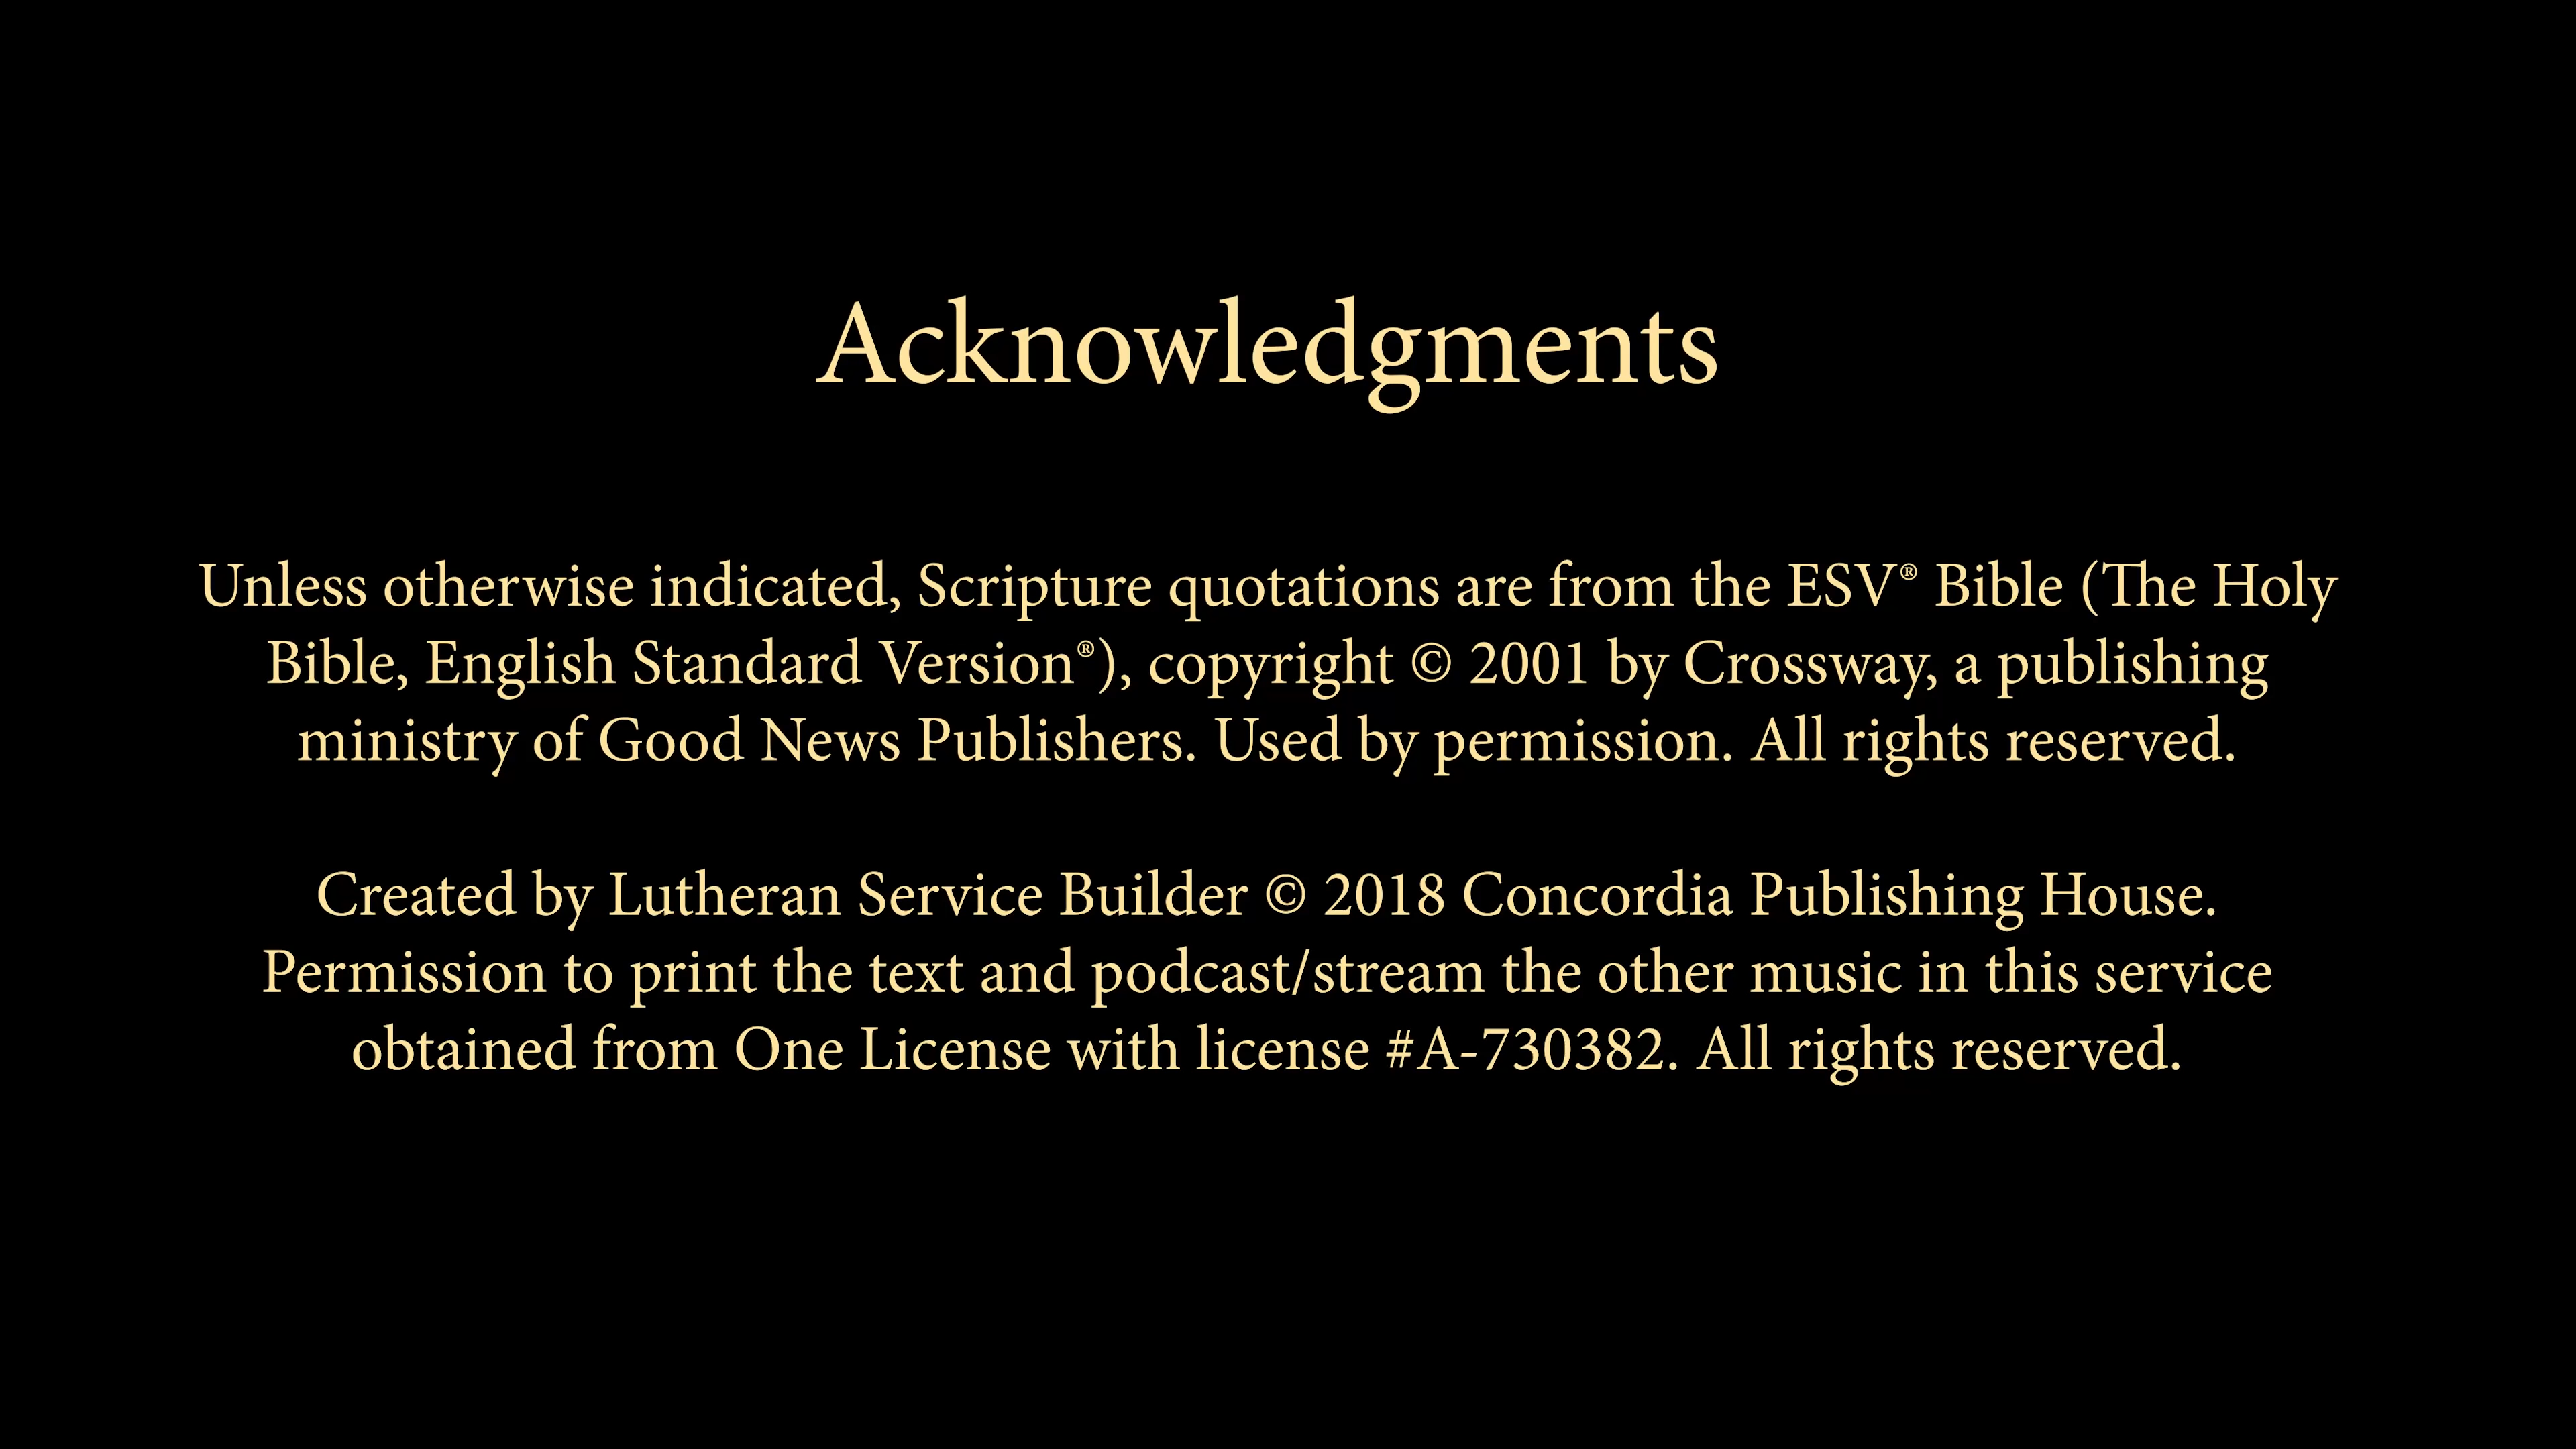 Acknowledgments
Unless otherwise indicated, Scripture quotations are from the ESV® Bible (The Holy
Bible, English Standard Version®), copyright © 2001 by Crossway, a publishing
ministry of Good News Publishers. Used by permission. All rights reserved.
Created by Lutheran Service Builder © 2018 Concordia Publishing House.
Permission to print the text and podcast/stream the other music in this service
obtained from One License with license #A-730382. All rights reserved.